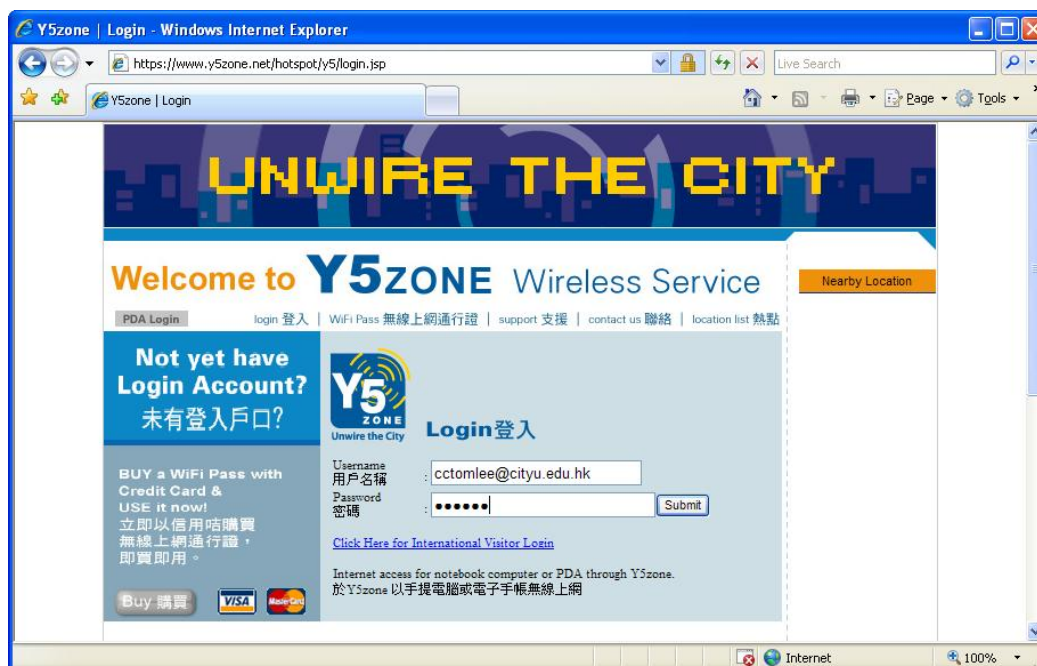 Y5zone | Login - Windows Internet Explorer
https://www.y5zone.net/hotspot/y5/login.jsp
Live Search
Y5zone | Login
Page
Tools
UNWIRE THE CITY
Welcome to Y5ZONE Wireless Service
Nearby Location
PDA Login
login 登入 | WiFi Pass 無線上網通行證 | support 支援 | contact us 聯絡 | location list 熱點
Not yet have
Login Account?
未有登入戶口?
BUY a WiFi Pass with
Credit Card &
USE it now!
立即以信用咭購買
無線上網通行證，
即買即用。
Buy 購買
VISA
MasterCard
Y5
ZONE
Unwire the City
Login登入
Username
用戶名稱 : cctomlee@cityu.edu.hk
Password
密碼 : ●●●●●●
Submit
Click Here for International Visitor Login
Internet access for notebook computer or PDA through Y5zone.
於Y5zone 以手提電腦或電子手帳無線上網
Internet
100%